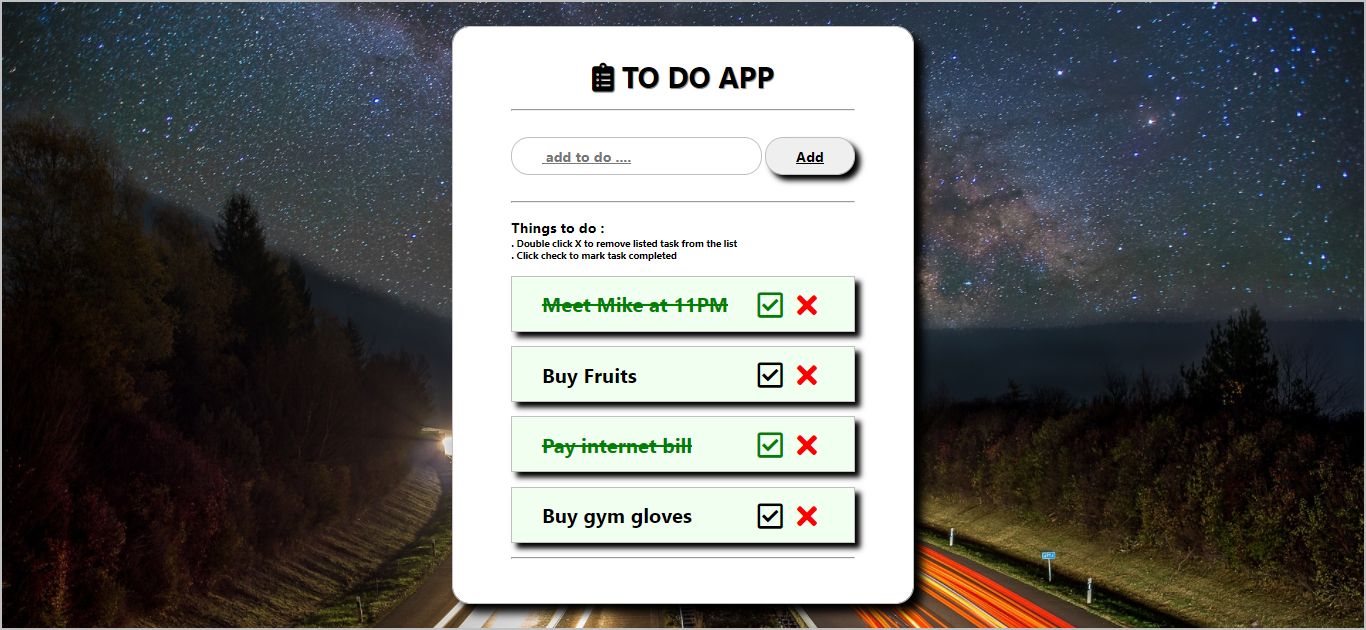 TO DO APP
add to do ....
Add
Things to do :
. Double click X to remove listed task from the list
. Click check to mark task completed
Meet Mike at 11PM
Buy Fruits
Pay internet bill
Buy gym gloves